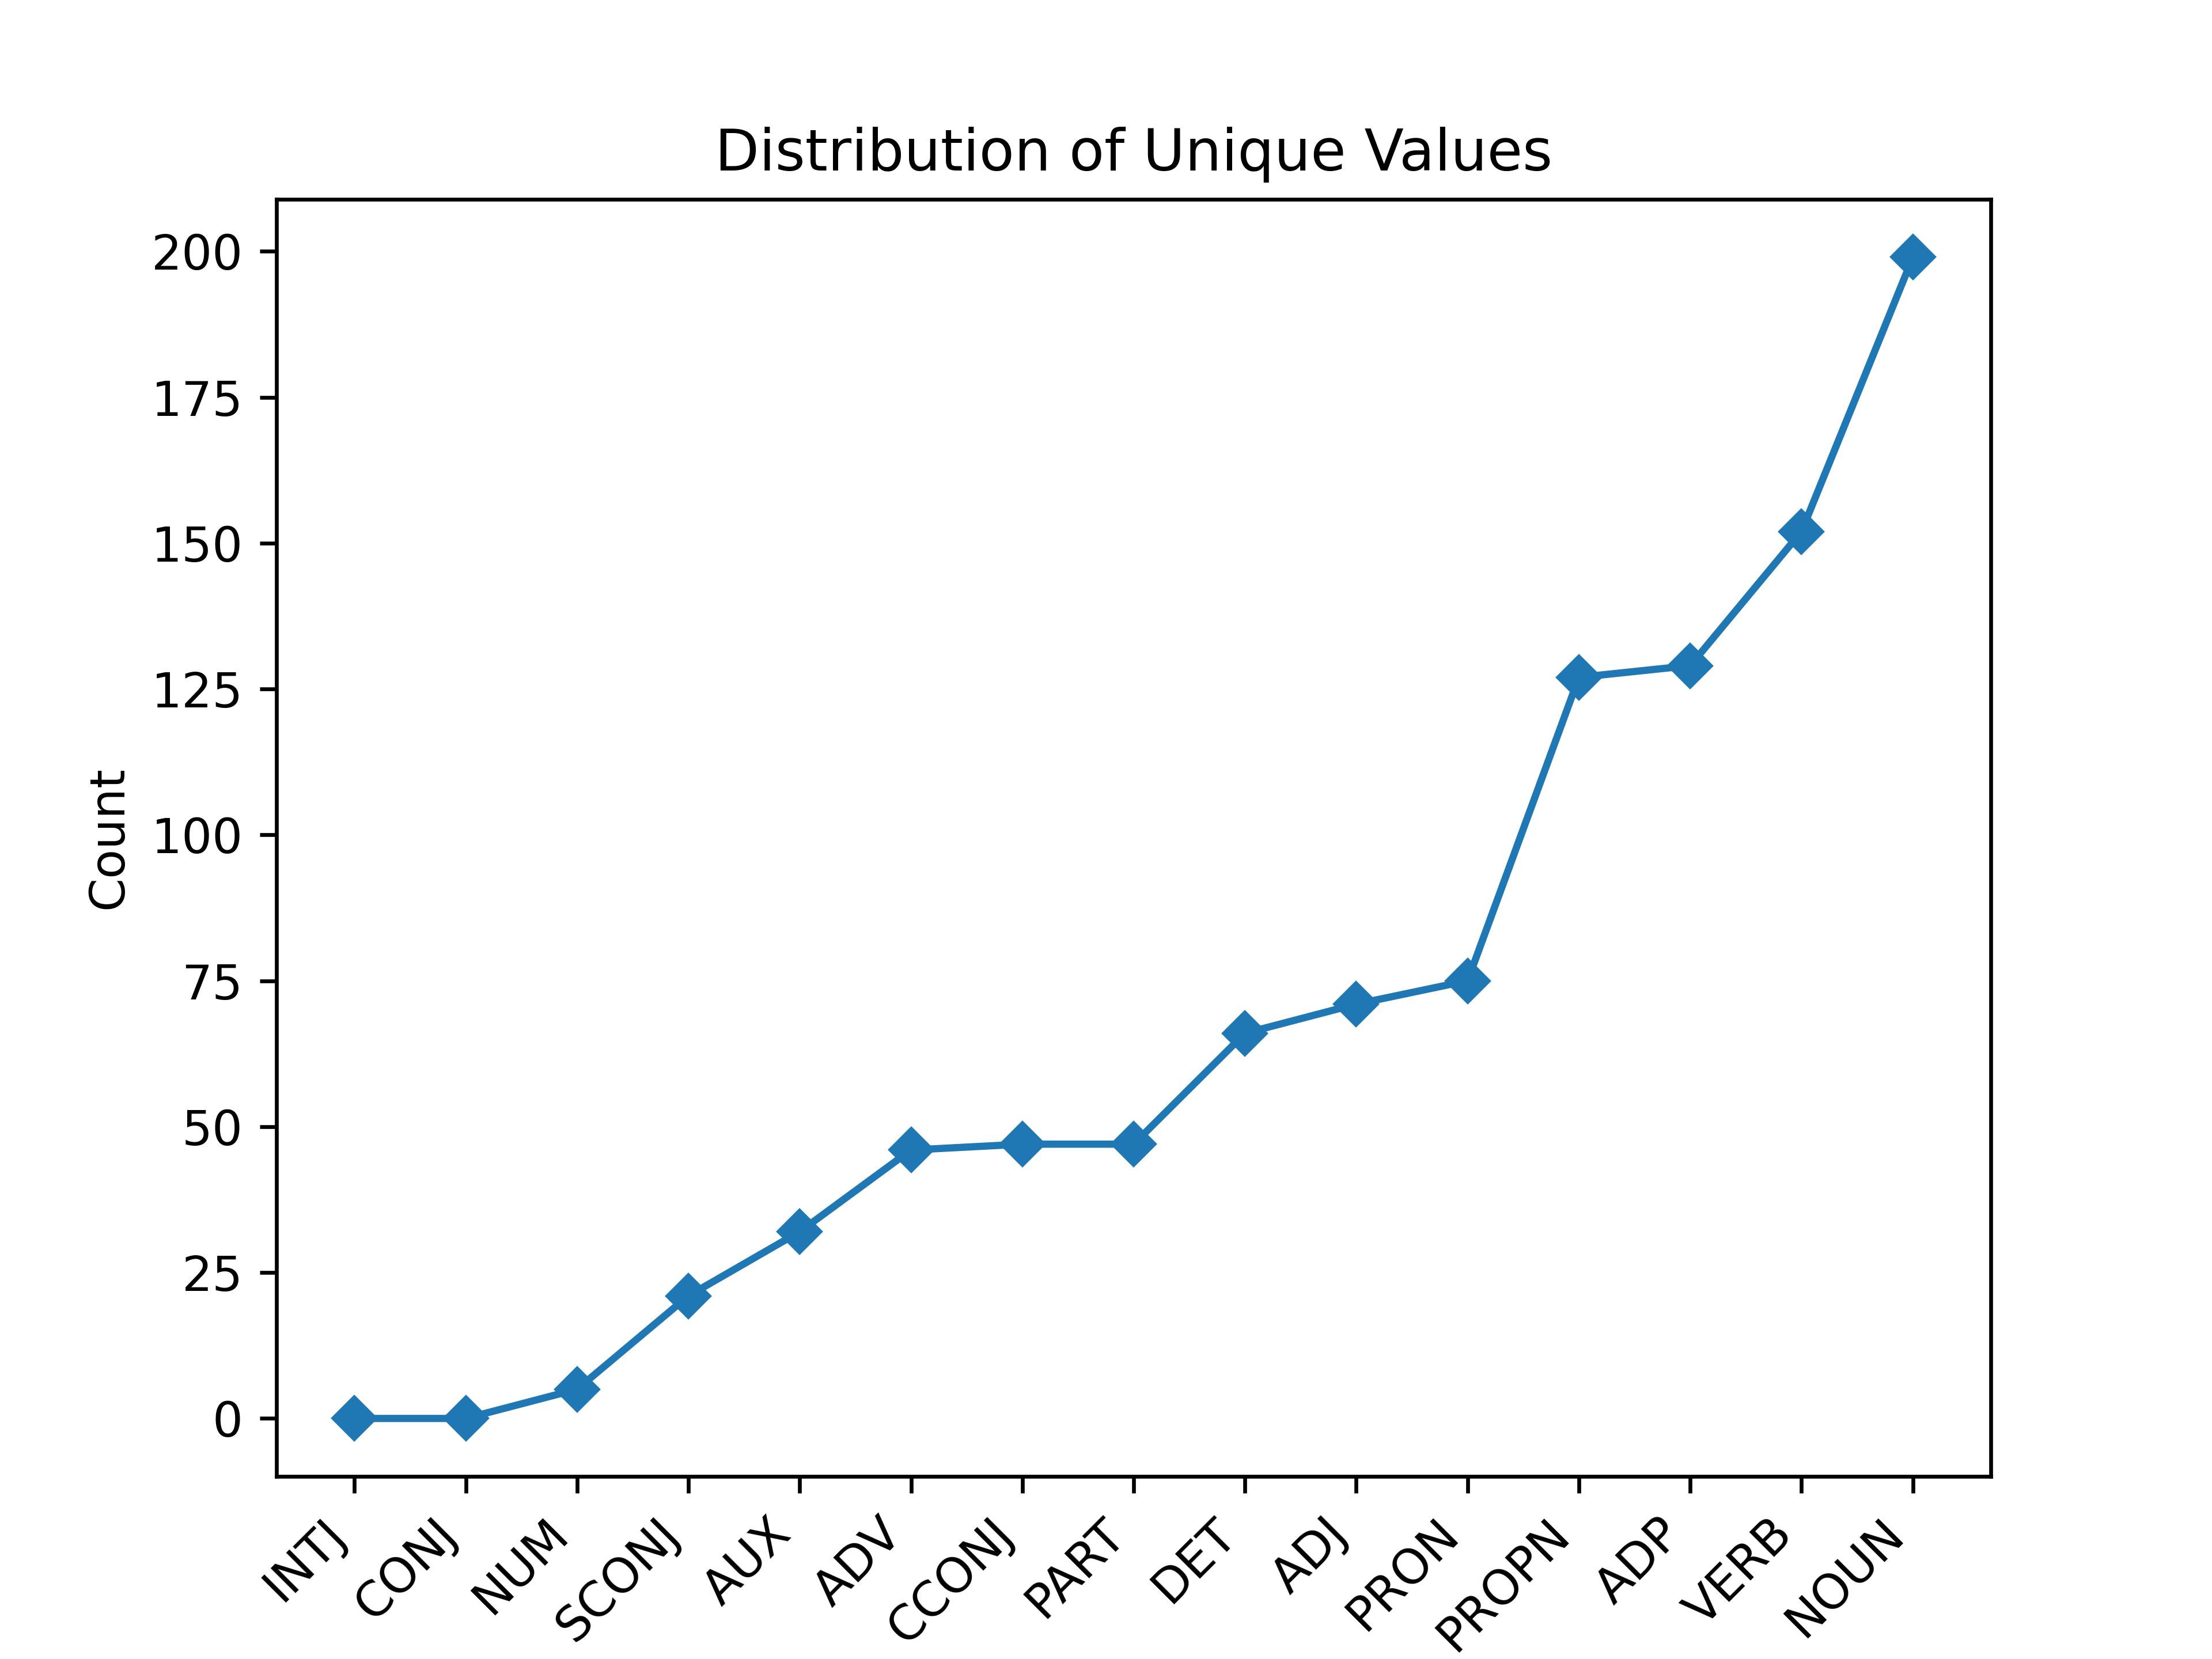 Distribution of Unique Values
Count
200
175
150
125
100
75
50
25
0
INTJ
CONJ
NUM
SCONJ
AUX
ADV
CCONJ
PART
DET
ADJ
PRON
PROPN
ADP
VERB
NOUN